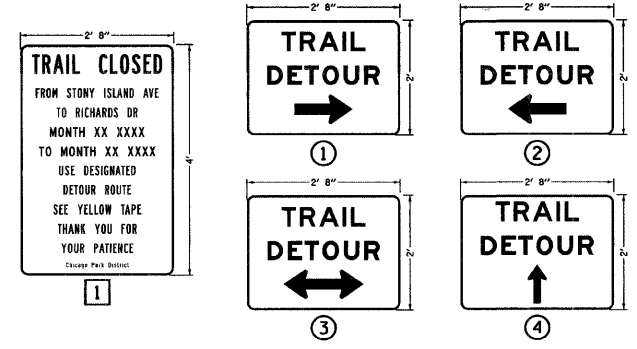 2' 8"
TRAIL CLOSED
FROM STONY ISLAND AVE
TO RICHARDS DR
MONTH XX XXXX
TO MONTH XX XXXX
USE DESIGNATED
DETOUR ROUTE
SEE YELLOW TAPE
THANK YOU FOR
YOUR PATIENCE
Chicago Park District
4'
1
2' 8"
TRAIL
DETOUR
2'
1
2' 8"
TRAIL
DETOUR
2'
2
2' 8"
TRAIL
DETOUR
2'
3
2' 8"
TRAIL
DETOUR
2'
4